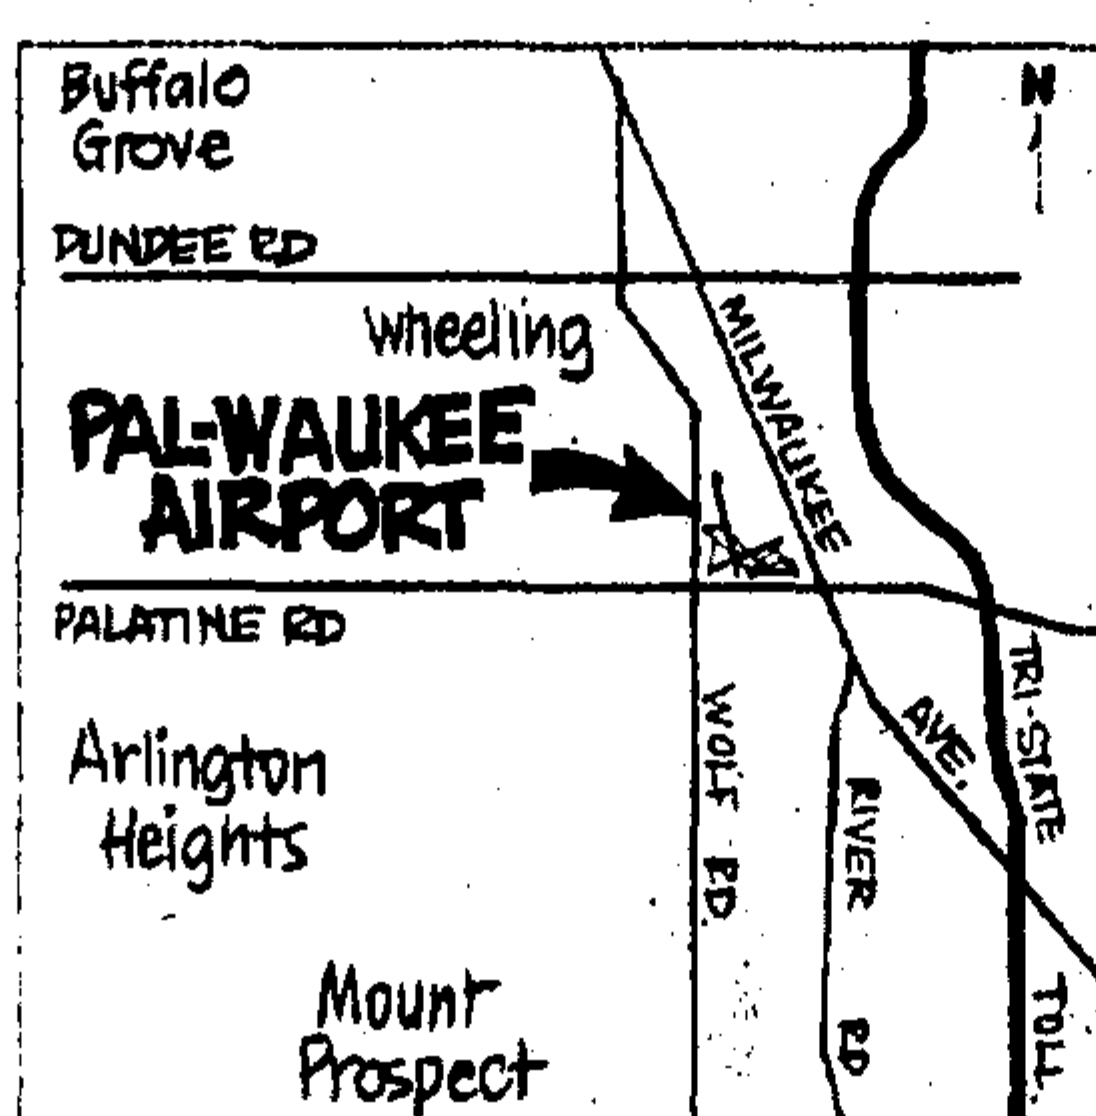 Buffalo
Grove
N
DUNDEE RD
Wheeling
MILWAUKEE
PAL-WAUKEE
AIRPORT
PALATINE RD
TRI-STATE
WOLF RD.
AVE.
Arlington
Heights
RIVER RD
Mount
Prospect
TOLL.